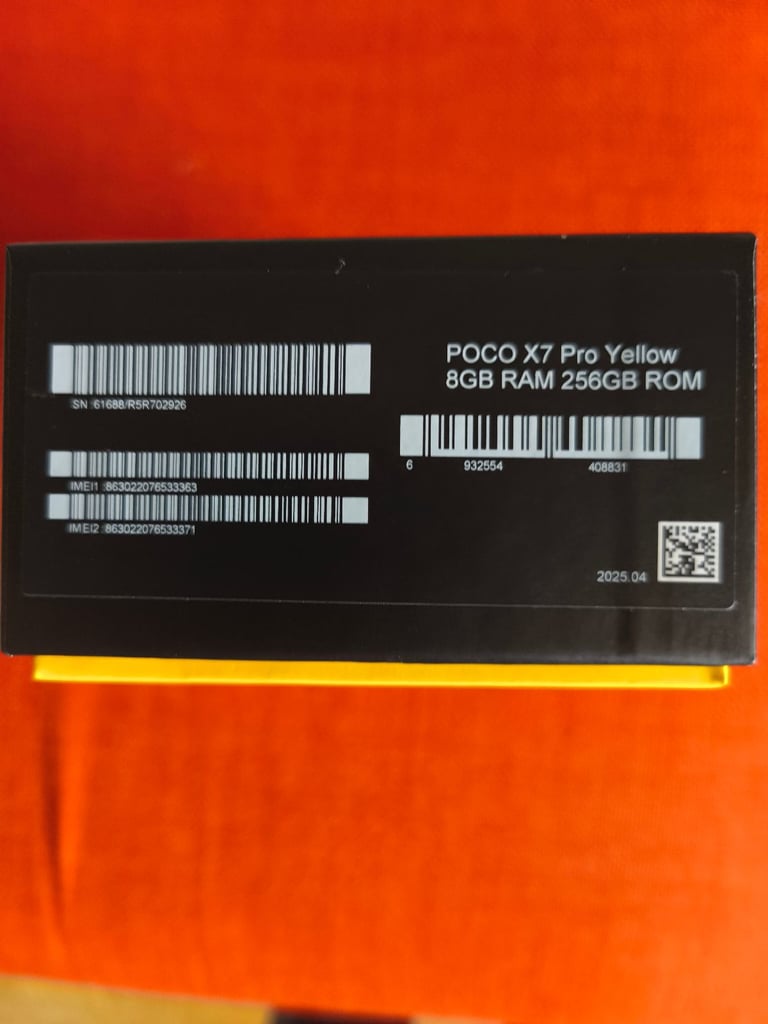 POCO X7 Pro Yellow
8GB RAM 256GB ROM
SN :61688/R5R702926
6 932554 408831
IMEI1 :863022076533363
IMEI2 :863022076533371
2025.04